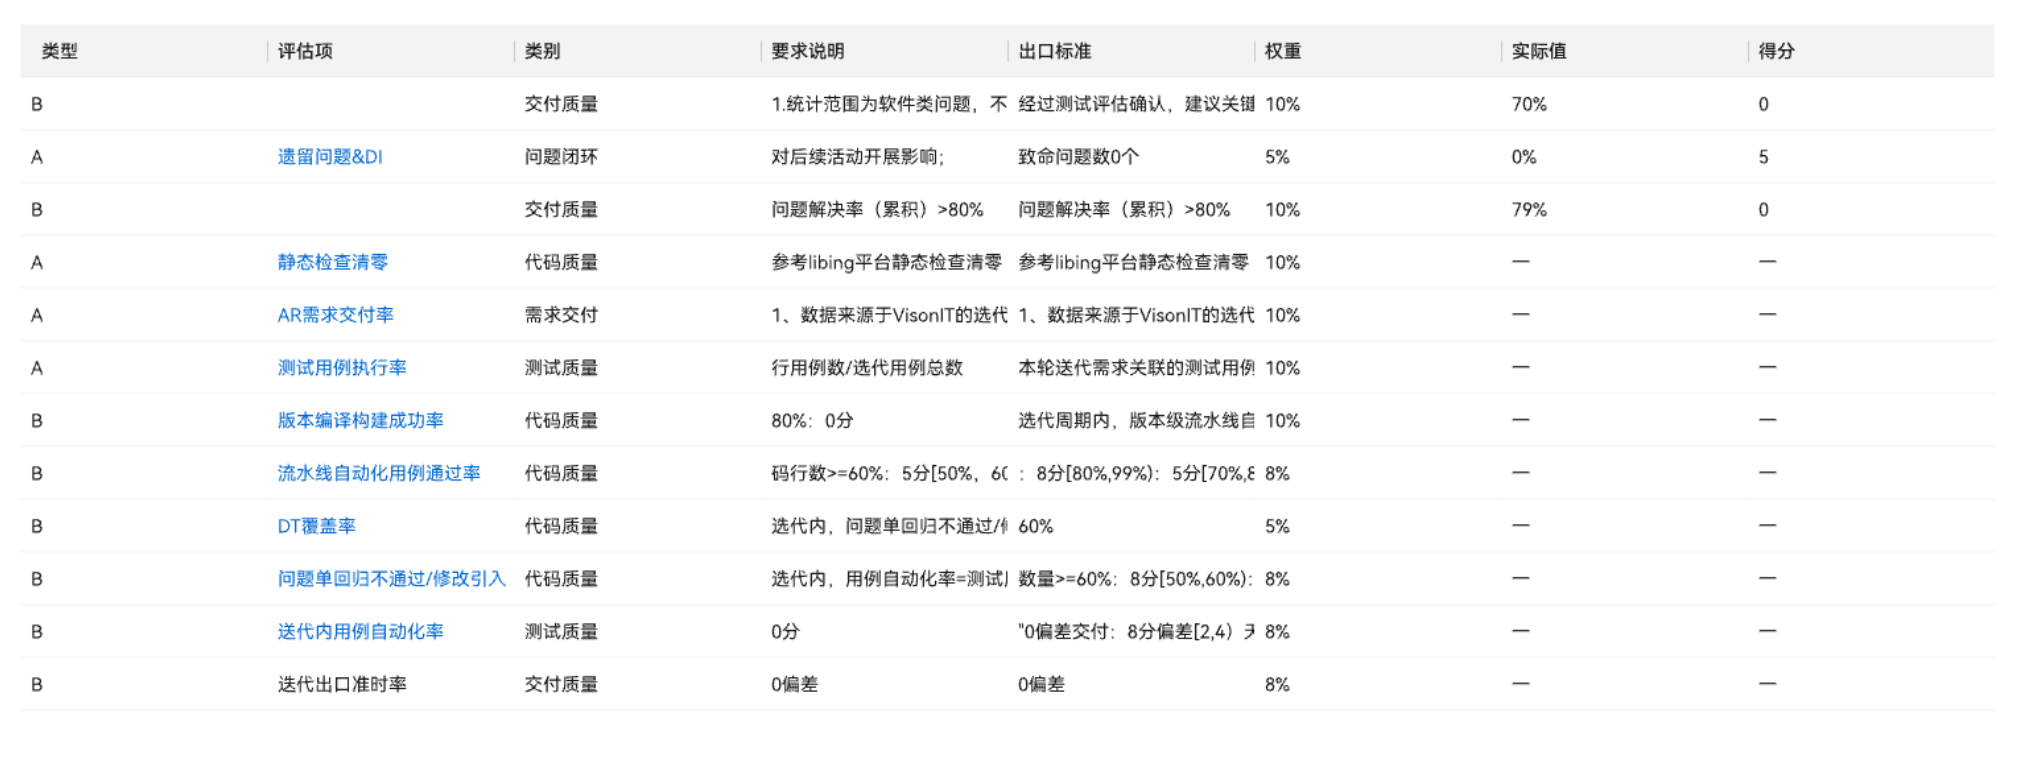 类型 评估项 类别 要求说明 出口标准 权重 实际值 得分
B 交付质量 1.统计范围为软件类问题，不 经过测试评估确认，建议关键 10% 70% 0
A 遗留问题&DI 问题闭环 对后续活动开展影响； 致命问题数0个 5% 0% 5
B 交付质量 问题解决率（累积）>80% 问题解决率（累积）>80% 10% 79% 0
A 静态检查清零 代码质量 参考libing平台静态检查清零 参考libing平台静态检查清零 10% — —
A AR需求交付率 需求交付 1、数据来源于VisonIT的选代 1、数据来源于VisonIT的选代 10% — —
A 测试用例执行率 测试质量 行用例数/选代用例总数 本轮送代需求关联的测试用例 10% — —
B 版本编译构建成功率 代码质量 80%：0分 选代周期内，版本级流水线自 10% — —
B 流水线自动化用例通过率 代码质量 码行数>=60%：5分[50%，60 ：8分[80%,99%)：5分[70%,8 8% — —
B DT覆盖率 代码质量 选代内，问题单回归不通过/ 60% 5% — —
B 问题单回归不通过/修改引入 代码质量 选代内，用例自动化率=测试 数量>=60%：8分[50%,60%)： 8% — —
B 送代内用例自动化率 测试质量 0分 "0偏差交付：8分偏差[2,4）天 8% — —
B 迭代出口准时率 交付质量 0偏差 0偏差 8% — —